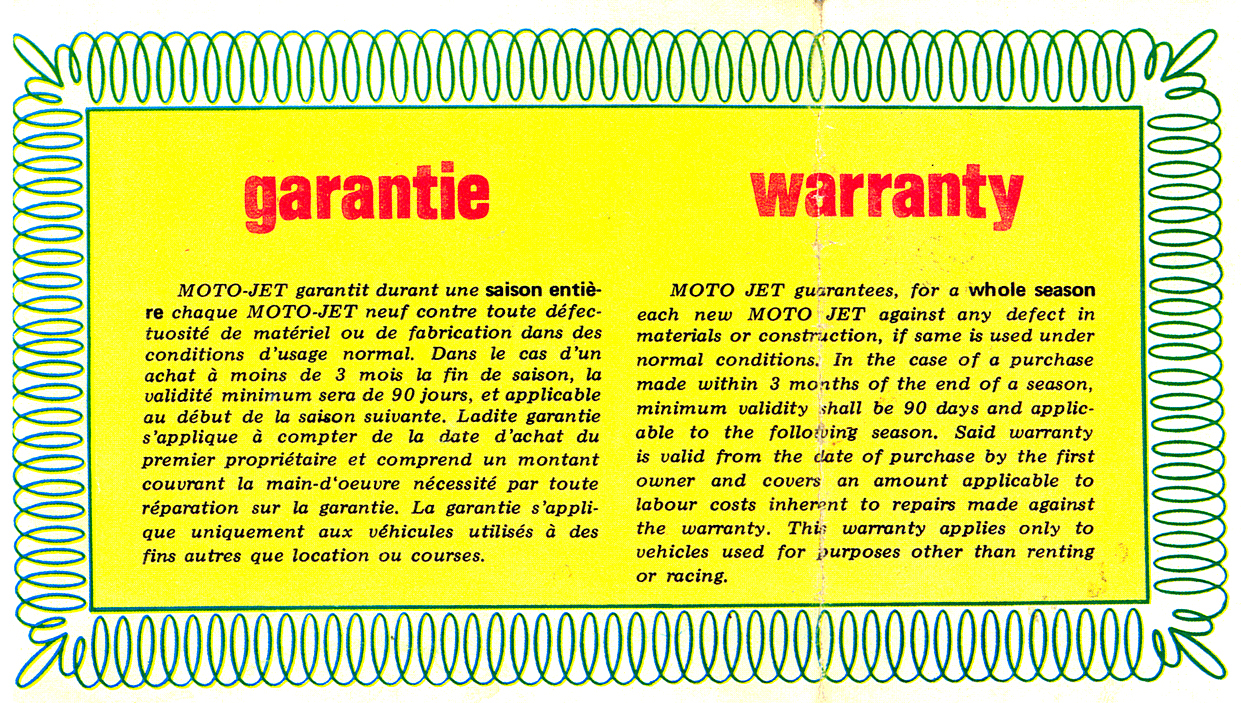 garantie
MOTO-JET garantit durant une saison entiè-
re chaque MOTO-JET neuf contre toute défec-
tuosité de matériel ou de fabrication dans des
conditions d'usage normal. Dans le cas d'un
achat à moins de 3 mois la fin de saison, la
validité minimum sera de 90 jours, et applicable
au début de la saison suivante. Ladite garantie
s'applique à compter de la date d'achat du
premier propriétaire et comprend un montant
couvrant la main-d'oeuvre nécessité par toute
réparation sur la garantie. La garantie s'appli-
que uniquement aux véhicules utilisés à des
fins autres que location ou courses.
warranty
MOTO JET guarantees, for a whole season
each new MOTO JET against any defect in
materials or construction, if same is used under
normal conditions. In the case of a purchase
made within 3 months of the end of a season,
minimum validity shall be 90 days and applic-
able to the following season. Said warranty
is valid from the date of purchase by the first
owner and covers an amount applicable to
labour costs inherent to repairs made against
the warranty. This warranty applies only to
vehicles used for purposes other than renting
or racing.